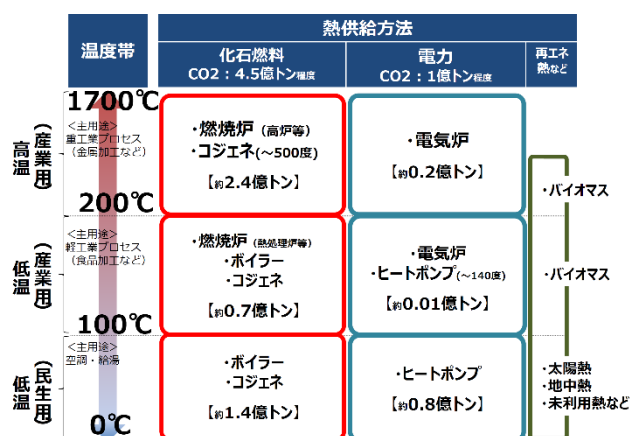 温度帯
熱供給方法
化石燃料
CO2：4.5億トン程度
電力
CO2：1億トン程度
再エネ
熱など
高温（産業用）
1700℃
＜主用途＞
重工業プロセス
（金属加工など）
200℃
・燃焼炉（高炉等）
・コジェネ(～500度)
【約2.4億トン】
・電気炉
【約0.2億トン】
・バイオマス
低温（産業用）
＜主用途＞
軽工業プロセス
（食品加工など）
100℃
・燃焼炉（熱処理炉等）
・ボイラー
・コジェネ
【約0.7億トン】
・電気炉
・ヒートポンプ(～140度)
【約0.01億トン】
・バイオマス
低温（民生用）
＜主用途＞
空調・給湯
0℃
・ボイラー
・コジェネ
【約1.4億トン】
・ヒートポンプ
【約0.8億トン】
・太陽熱
・地中熱
・未利用熱など